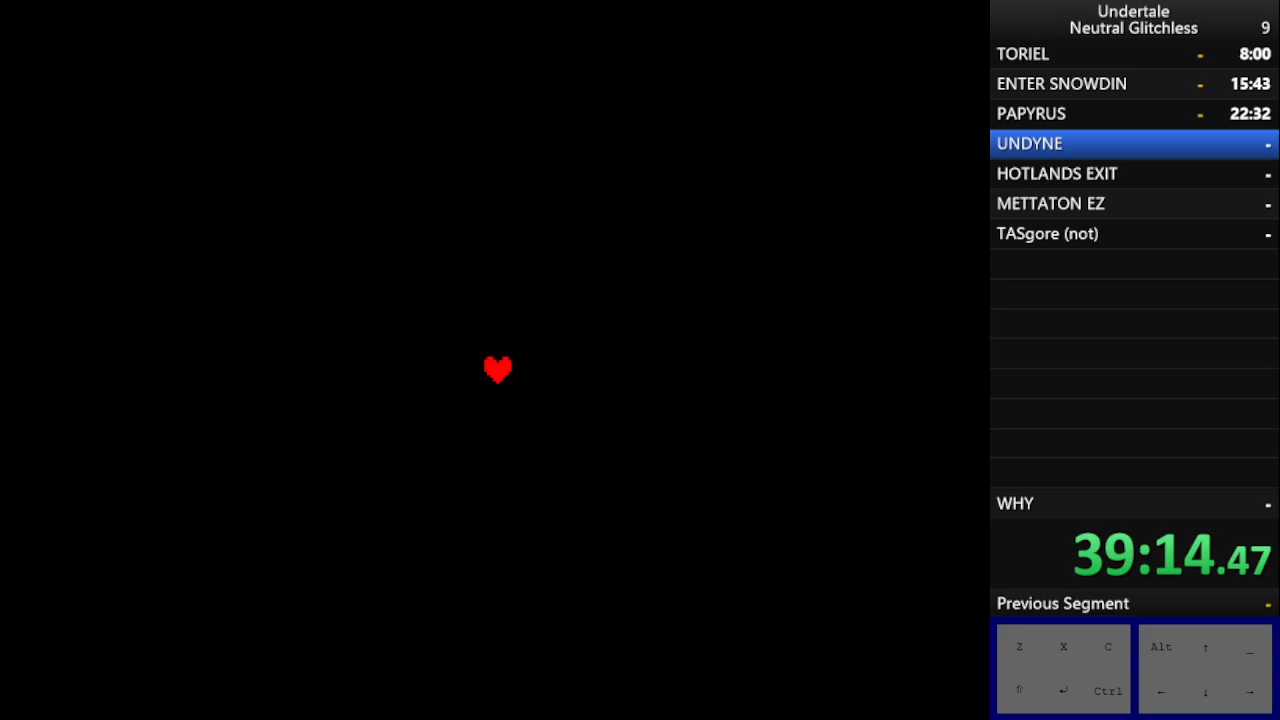 Undertale
Neutral Glitchless 9
TORIEL - 8:00
ENTER SNOWDIN - 15:43
PAPYRUS - 22:32
UNDYNE -
HOTLANDS EXIT -
METTATON EZ -
TASgore (not) -
WHY -
39:14.47
Previous Segment -
Z X C Alt ↑ _
⇧ ↵ Ctrl ← ↓ →